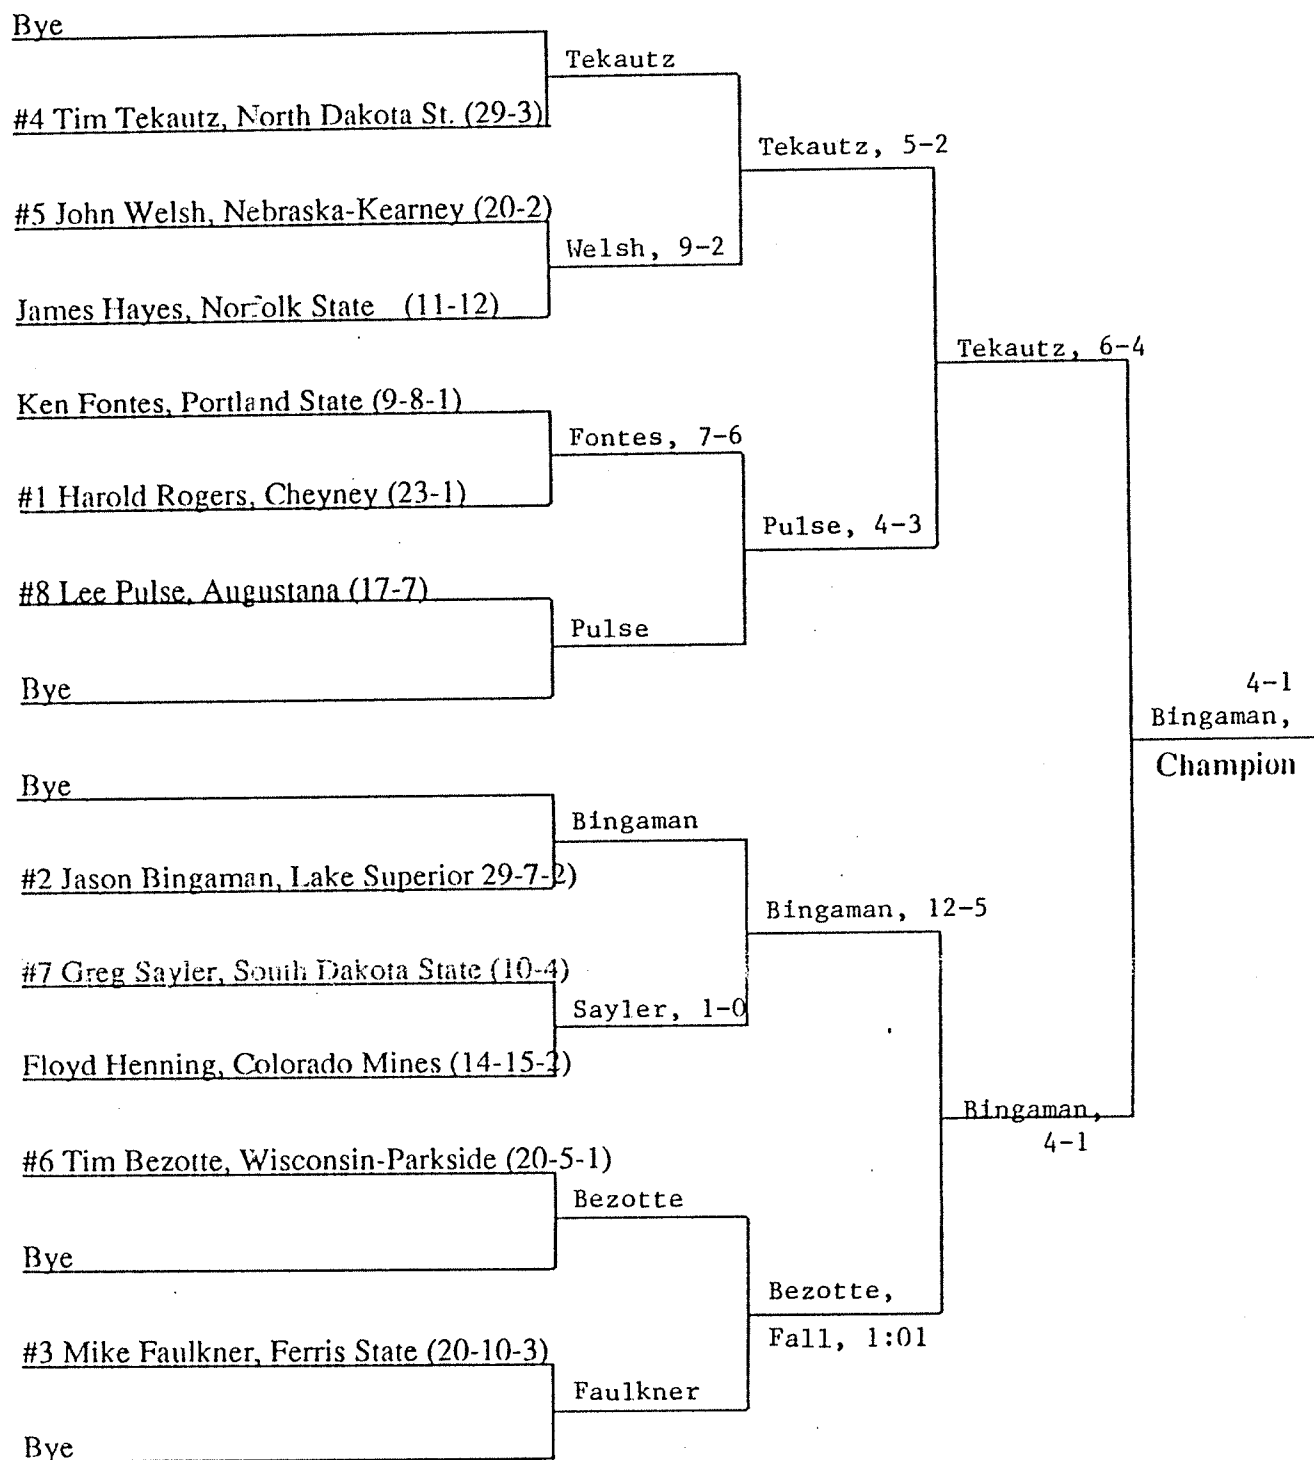 Bye
Tekautz
#4 Tim Tekautz, North Dakota St. (29-3)
Tekautz, 5-2
#5 John Welsh, Nebraska-Kearney (20-2)
Welsh, 9-2
James Hayes, Norfolk State (11-12)
Tekautz, 6-4
Ken Fontes, Portland State (9-8-1)
Fontes, 7-6
#1 Harold Rogers, Cheyney (23-1)
Pulse, 4-3
#8 Lee Pulse, Augustana (17-7)
Pulse
Bye
4-1
Bingaman,
Champion
Bye
Bingaman
#2 Jason Bingaman, Lake Superior 29-7-2)
Bingaman, 12-5
#7 Greg Sayler, South Dakota State (10-4)
Sayler, 1-0
Floyd Henning, Colorado Mines (14-15-2)
Bingaman,
4-1
#6 Tim Bezotte, Wisconsin-Parkside (20-5-1)
Bezotte
Bye
Bezotte,
Fall, 1:01
#3 Mike Faulkner, Ferris State (20-10-3)
Faulkner
Bye